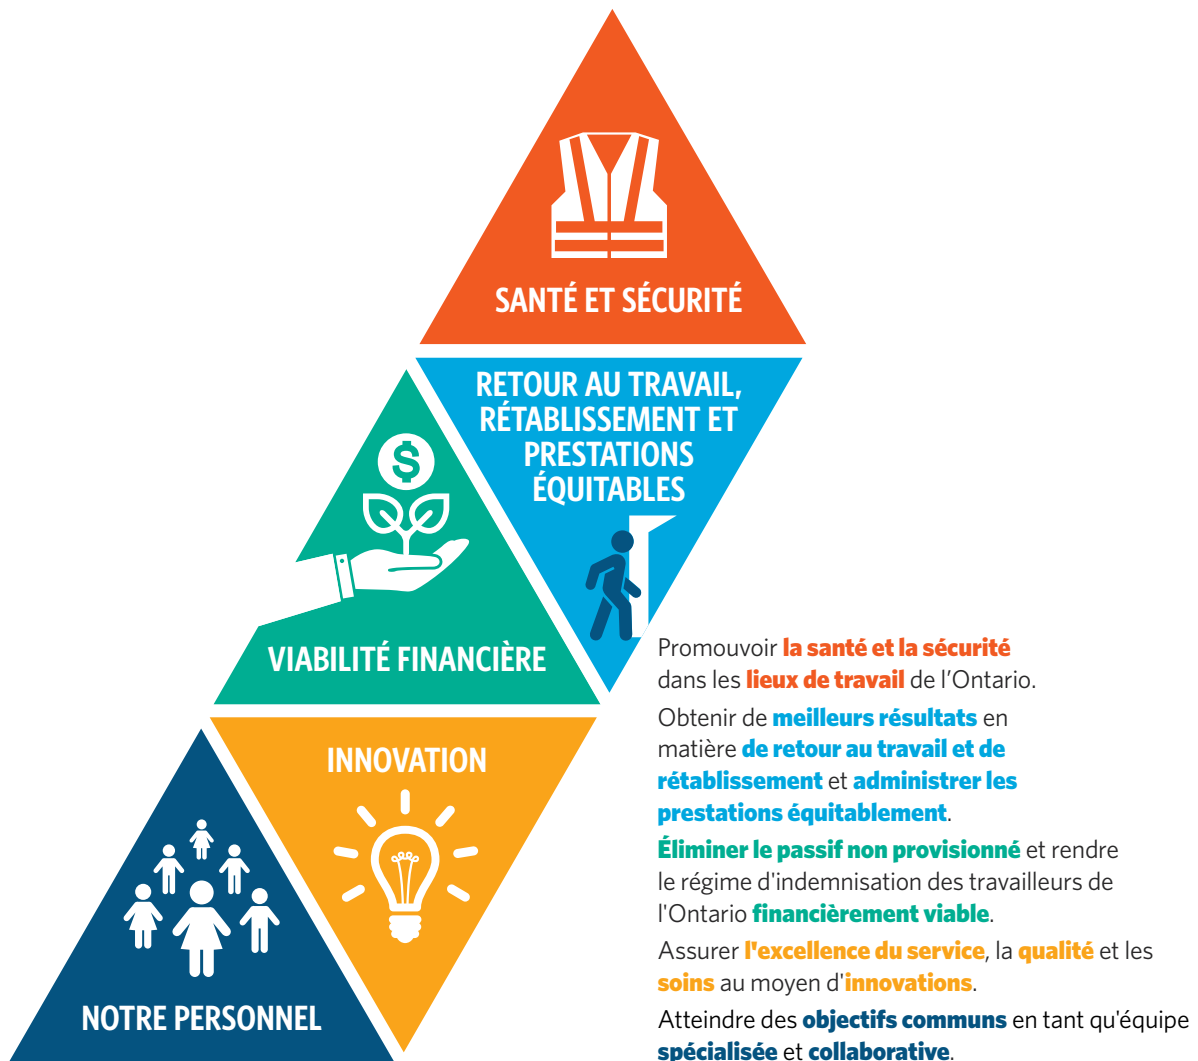 SANTÉ ET SÉCURITÉ
RETOUR AU TRAVAIL,
RÉTABLISSEMENT ET
PRESTATIONS
ÉQUITABLES
$
VIABILITÉ FINANCIÈRE
INNOVATION
NOTRE PERSONNEL
Promouvoir la santé et la sécurité
dans les lieux de travail de l’Ontario.
Obtenir de meilleurs résultats en
matière de retour au travail et de
rétablissement et administrer les
prestations équitablement.
Éliminer le passif non provisionné et rendre
le régime d'indemnisation des travailleurs de
l'Ontario financièrement viable.
Assurer l'excellence du service, la qualité et les
soins au moyen d'innovations.
Atteindre des objectifs communs en tant qu'équipe
spécialisée et collaborative.